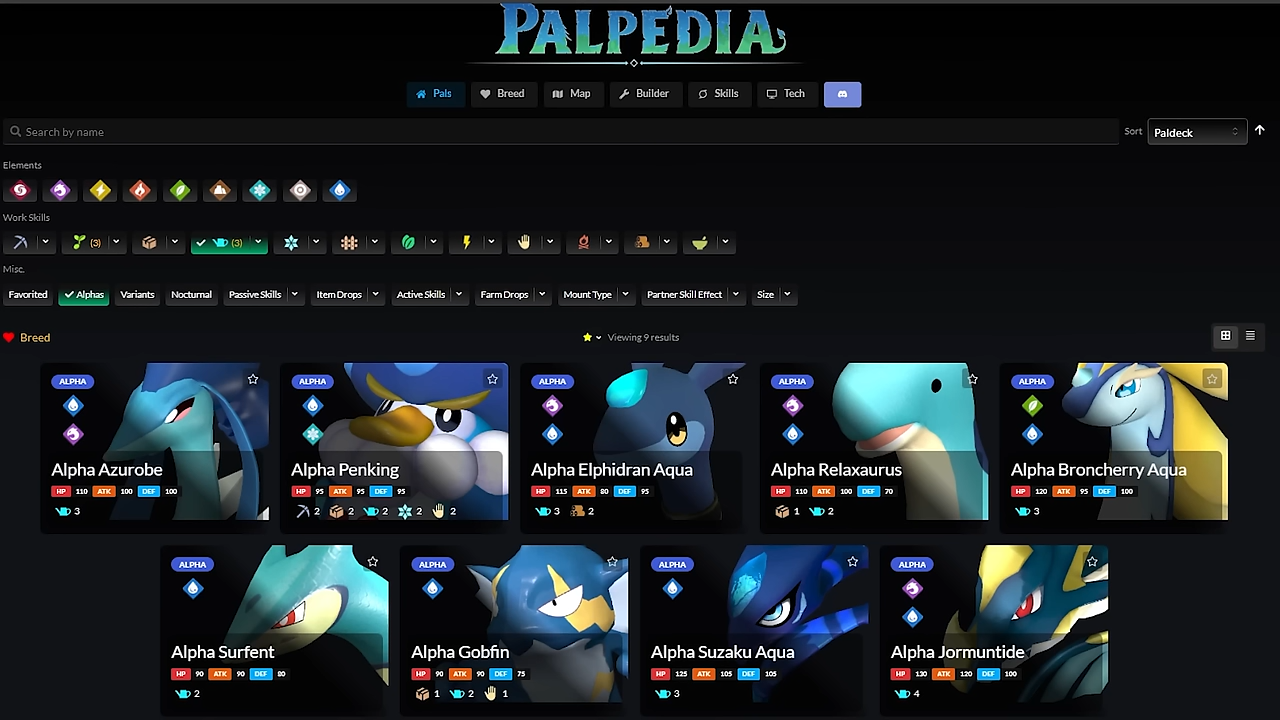 PALPEDIA
Pals Breed Map Builder Skills Tech
Search by name Sort Paldeck
Elements
Work Skills
(3) (3)
Misc.
Favorited Alphas Variants Nocturnal Passive Skills Item Drops Active Skills Farm Drops Mount Type Partner Skill Effect Size
Breed Viewing 9 results
ALPHA ALPHA ALPHA ALPHA ALPHA
Alpha Azurobe Alpha Penking Alpha Elphidran Aqua Alpha Relaxaurus Alpha Broncherry Aqua
HP 110 ATK 100 DEF 100 HP 95 ATK 95 DEF 95 HP 115 ATK 80 DEF 95 HP 110 ATK 100 DEF 70 HP 120 ATK 95 DEF 100
3 2 2 2 2 2 3 2 1 2 3
ALPHA ALPHA ALPHA ALPHA
Alpha Surfent Alpha Gobfin Alpha Suzaku Aqua Alpha Jormuntide
HP 90 ATK 90 DEF 80 HP 90 ATK 90 DEF 75 HP 125 ATK 105 DEF 105 HP 130 ATK 120 DEF 100
2 1 2 1 3 4